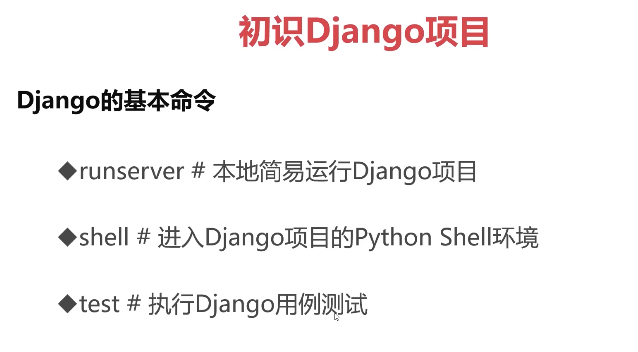 初识Django项目
Django的基本命令
◆runserver # 本地简易运行Django项目
◆shell # 进入Django项目的Python Shell环境
◆test # 执行Django用例测试